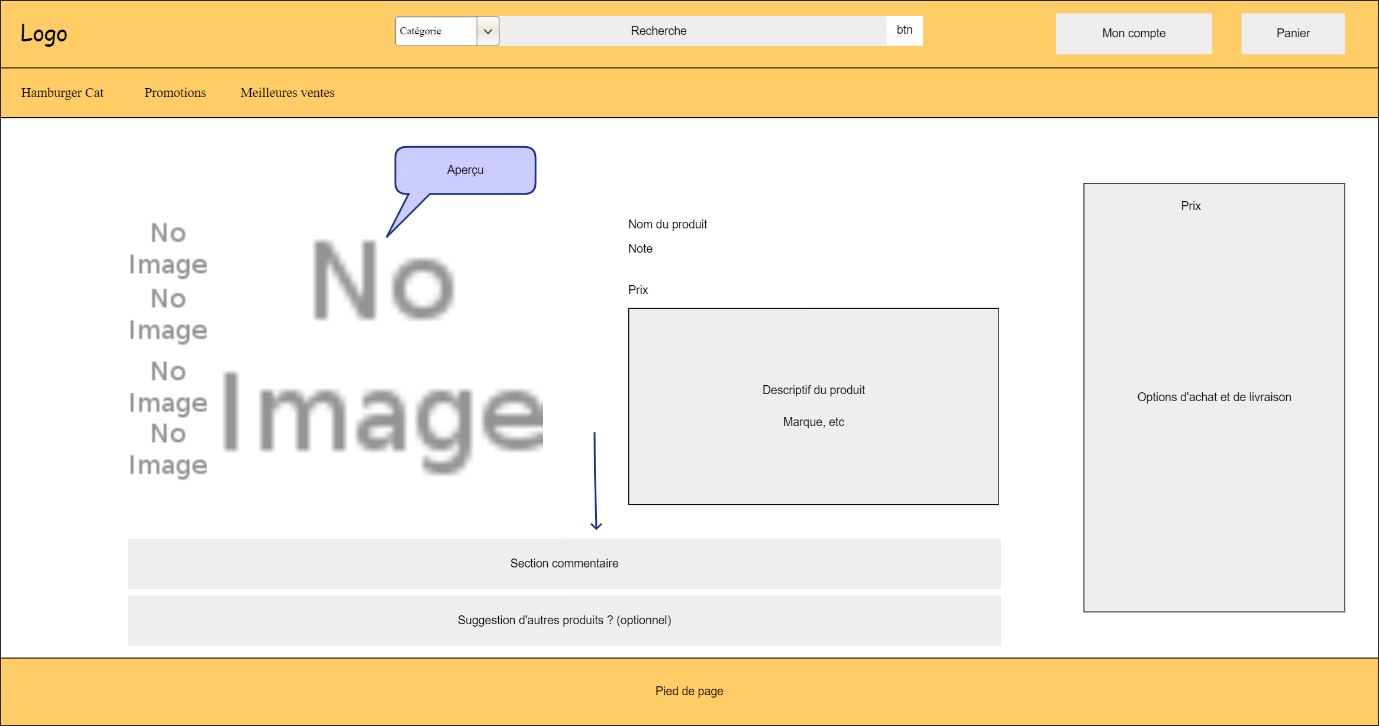 Logo
Catégorie
Recherche
btn
Mon compte
Panier
Hamburger Cat
Promotions
Meilleures ventes
Aperçu
No
Image
No
Image
No
Image
No
Image
No
Image
Nom du produit
Note
Prix
Descriptif du produit
Marque, etc
Prix
Options d'achat et de livraison
Section commentaire
Suggestion d'autres produits ? (optionnel)
Pied de page